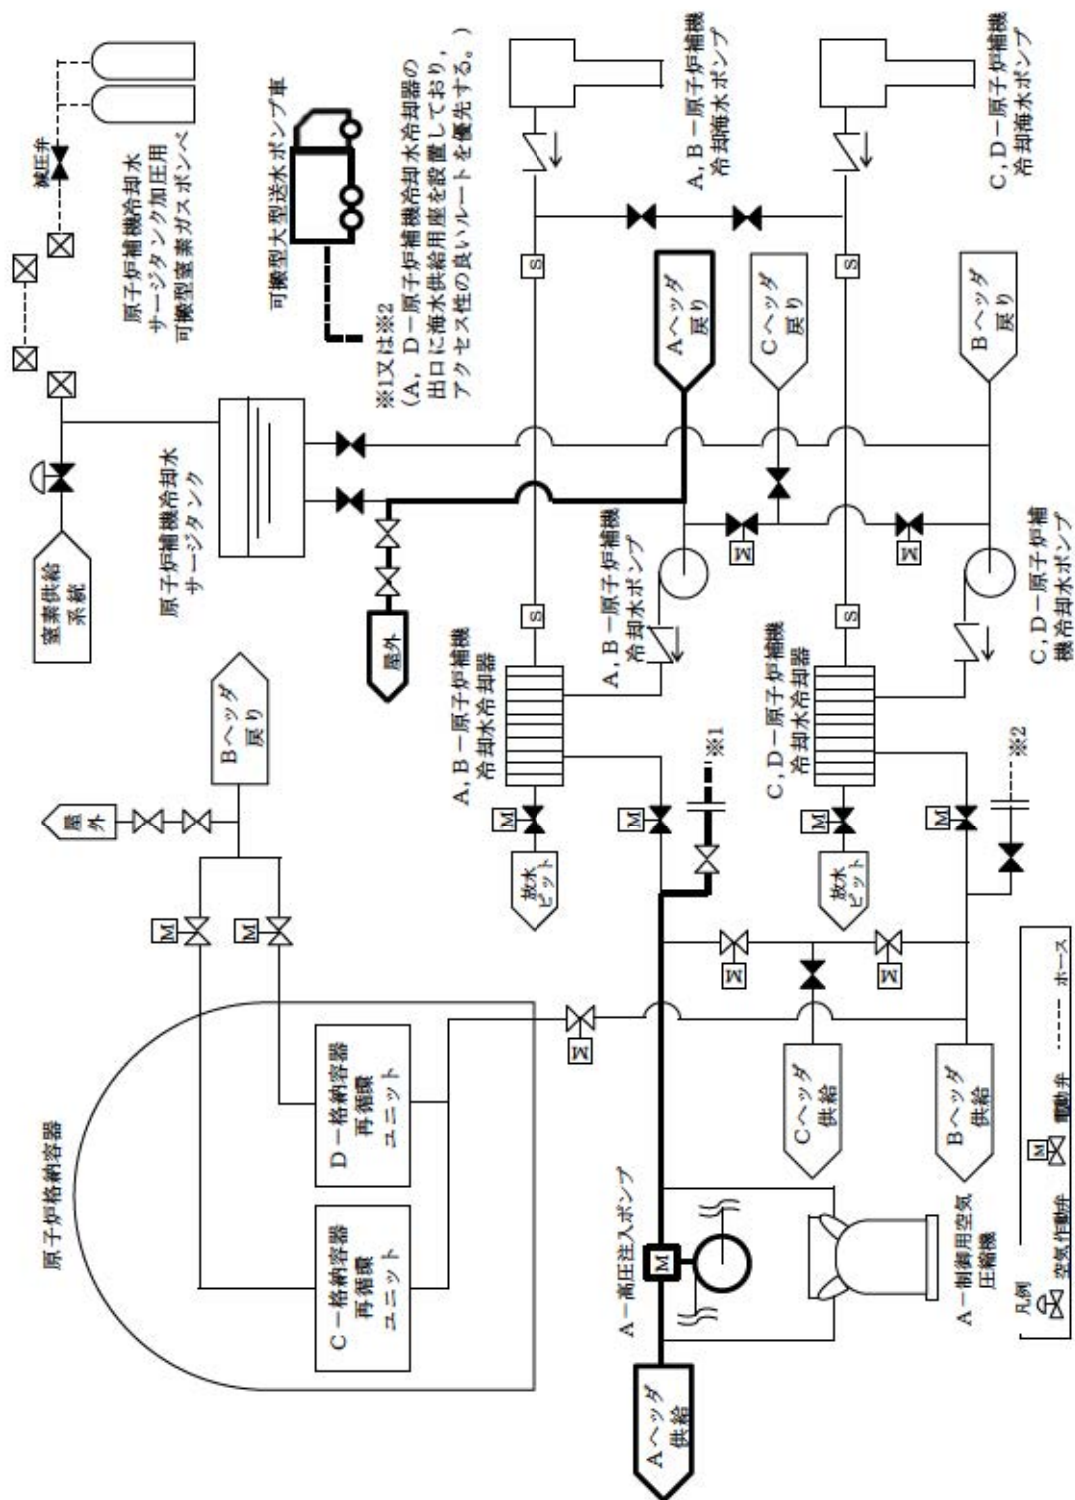 原子炉格納容器
C－格納容器
再循環
ユニット
D－格納容器
再循環
ユニット
M
M
屋外
Bヘッダ
戻り
窒素供給
系統
原子炉補機冷却水
サージタンク
減圧弁
原子炉補機冷却水
サージタンク加圧用
可搬型窒素ガスボンベ
可搬型大型送水ポンプ車
※1又は※2
(A，D－原子炉補機冷却水冷却器の
出口に海水供給用座を設置しており，
アクセス性の良いルートを優先する。)
屋外
A，B－原子炉補機
冷却水冷却器
M
放水
ピット
M
S
S
A，B－原子炉補機
冷却海水ポンプ
A，B－原子炉補機
冷却水ポンプ
Aヘッダ
戻り
Cヘッダ
戻り
Bヘッダ
戻り
M
M
※1
M
Aヘッダ
供給
A－高圧注入ポンプ
M
M
M
Cヘッダ
供給
C，D－原子炉補機
冷却水冷却器
M
放水
ピット
M
S
S
C，D－原子炉補機
冷却海水ポンプ
C，D－原子炉補
機冷却水ポンプ
※2
Bヘッダ
供給
A－制御用空気
圧縮機
凡例
空気作動弁
M
電動弁
ホース